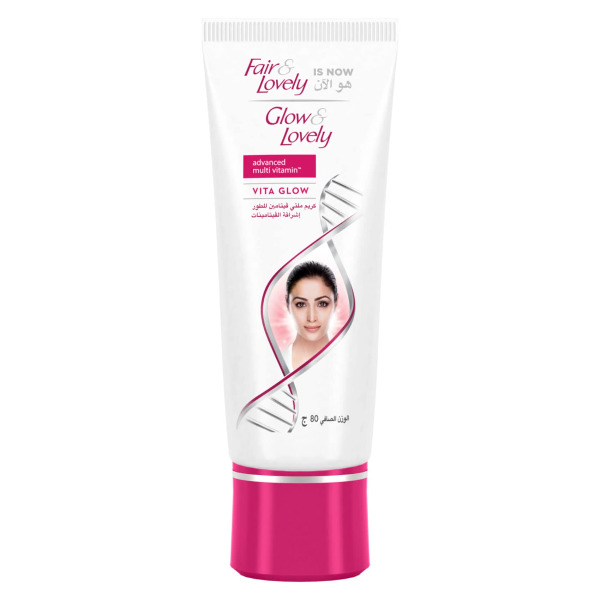 Fair & Lovely IS NOW هو الآن
Glow & Lovely
advanced
multi vitamin™
VITA GLOW
كريم ملتي فيتامين المطور
إشراقة الفيتامينات
الوزن الصافي 80 ج